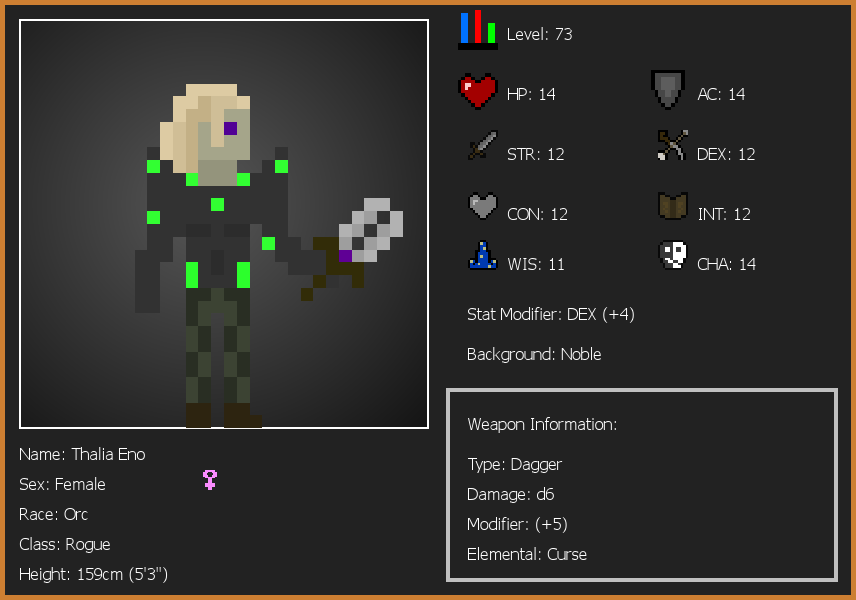 Level: 73
HP: 14
AC: 14
STR: 12
DEX: 12
CON: 12
INT: 12
WIS: 11
CHA: 14
Stat Modifier: DEX (+4)
Background: Noble
Weapon Information:
Type: Dagger
Damage: d6
Modifier: (+5)
Elemental: Curse
Name: Thalia Eno
Sex: Female
Race: Orc
Class: Rogue
Height: 159cm (5'3")